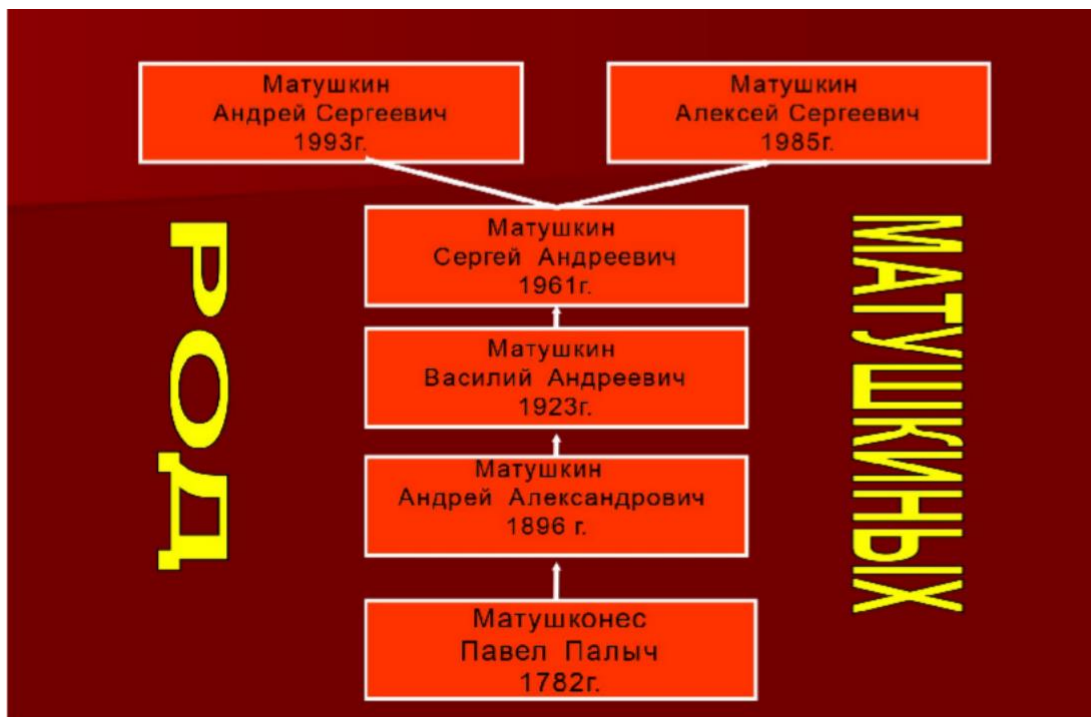 Матушкин
Андрей Сергеевич
1993г.
Матушкин
Алексей Сергеевич
1985г.
Матушкин
Сергей Андреевич
1961г.
Матушкин
Василий Андреевич
1923г.
Матушкин
Андрей Александрович
1896 г.
Матушконес
Павел Палыч
1782г.
РОД
МАТУШКИНЫХ